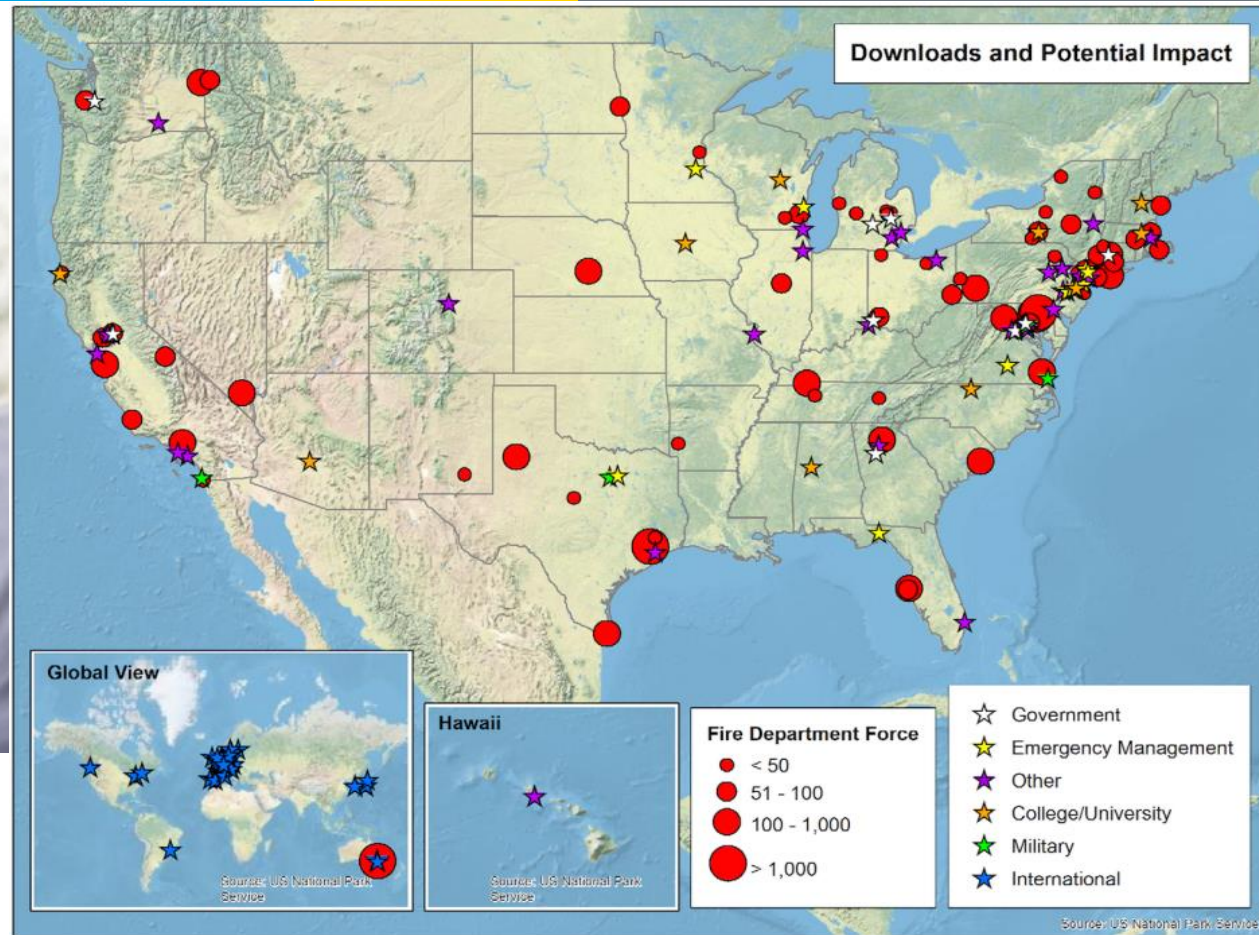 Downloads and Potential Impact
Global View
Source: US National Park
Service
Hawaii
Source: US National Park
Service
Fire Department Force
< 50
51 - 100
100 - 1,000
> 1,000
Government
Emergency Management
Other
College/University
Military
International
Source: US National Park Service